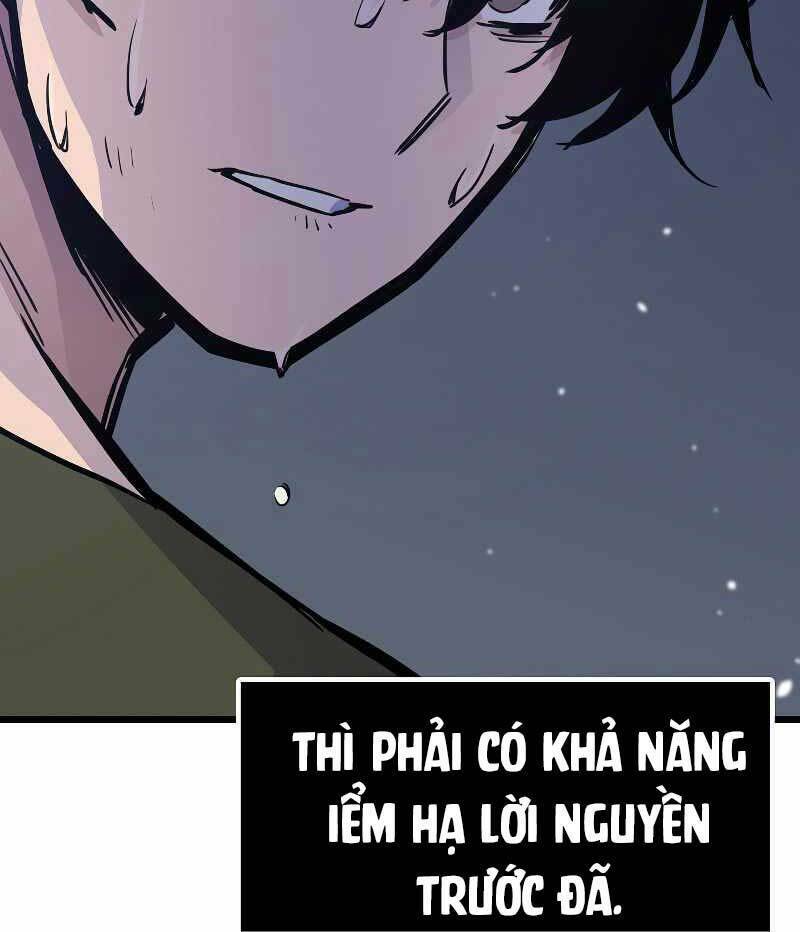 THÌ PHẢI CÓ KHẢ NĂNG
IỂM HẠ LỜI NGUYỀN
TRƯỚC ĐÃ.